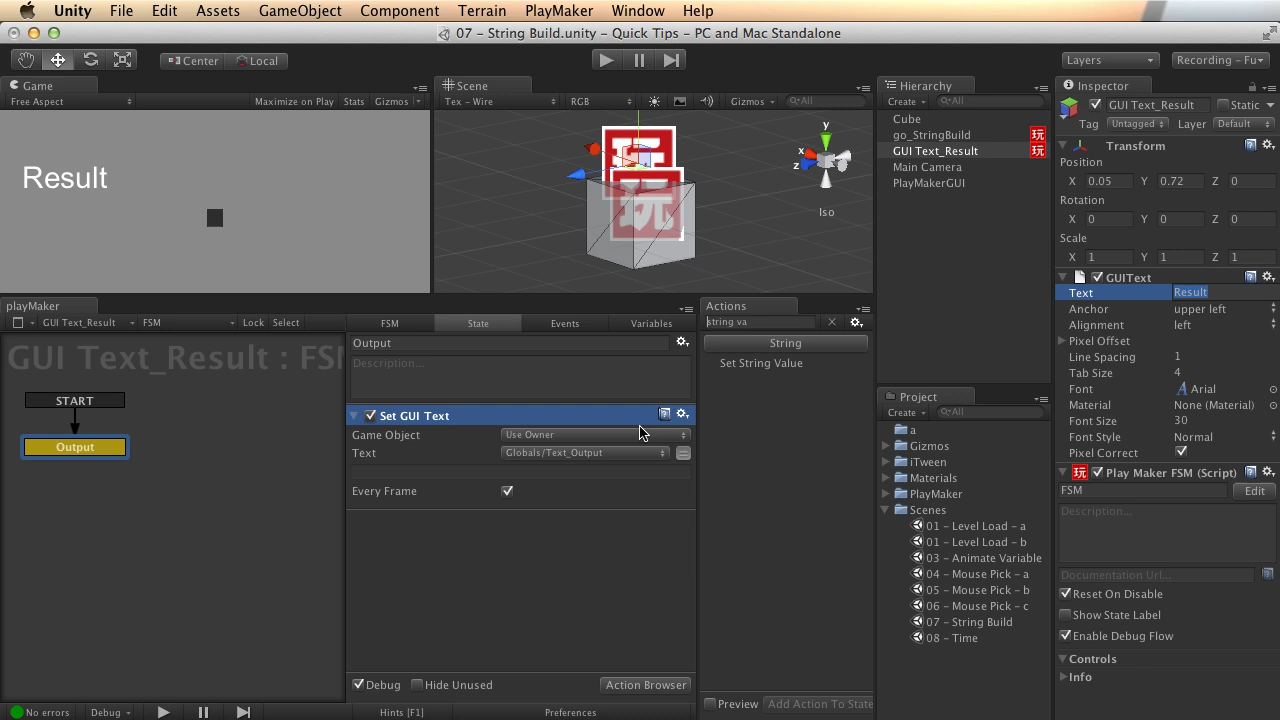 Unity File Edit Assets GameObject Component Terrain PlayMaker Window Help
07 – String Build.unity – Quick Tips – PC and Mac Standalone
Center Local Layers Recording – Fu
Game
Free Aspect Maximize on Play Stats Gizmos
Result
Scene
Tex – Wire RGB Gizmos All
玩
玩
y
x
z
Iso
Hierarchy
Create All
Cube
go_StringBuild 玩
GUI Text_Result 玩
Main Camera
PlayMakerGUI
playMaker
GUI Text_Result FSM Lock Select
GUI Text_Result : FSM
START
Output
FSM State Events Variables
Output
Description...
Set GUI Text
Game Object Use Owner
Text Globals/Text_Output
Every Frame
Debug Hide Unused Action Browser
No errors Debug Hints [F1] Preferences
Actions
string va
String
Set String Value
Preview Add Action To State
Project
Create All
a
Gizmos
iTween
Materials
PlayMaker
Scenes
01 – Level Load – a
01 – Level Load – b
03 – Animate Variable
04 – Mouse Pick – a
05 – Mouse Pick – b
06 – Mouse Pick – c
07 – String Build
08 – Time
Inspector
GUI Text_Result Static
Tag Untagged Layer Default
Transform
Position
X 0.05 Y 0.72 Z 0
Rotation
X 0 Y 0 Z 0
Scale
X 1 Y 1 Z 1
GUIText
Text Result
Anchor upper left
Alignment left
Pixel Offset
Line Spacing 1
Tab Size 4
Font Arial
Material None (Material)
Font Size 30
Font Style Normal
Pixel Correct
玩 Play Maker FSM (Script)
FSM Edit
Description...
Documentation Url...
Reset On Disable
Show State Label
Enable Debug Flow
Controls
Info